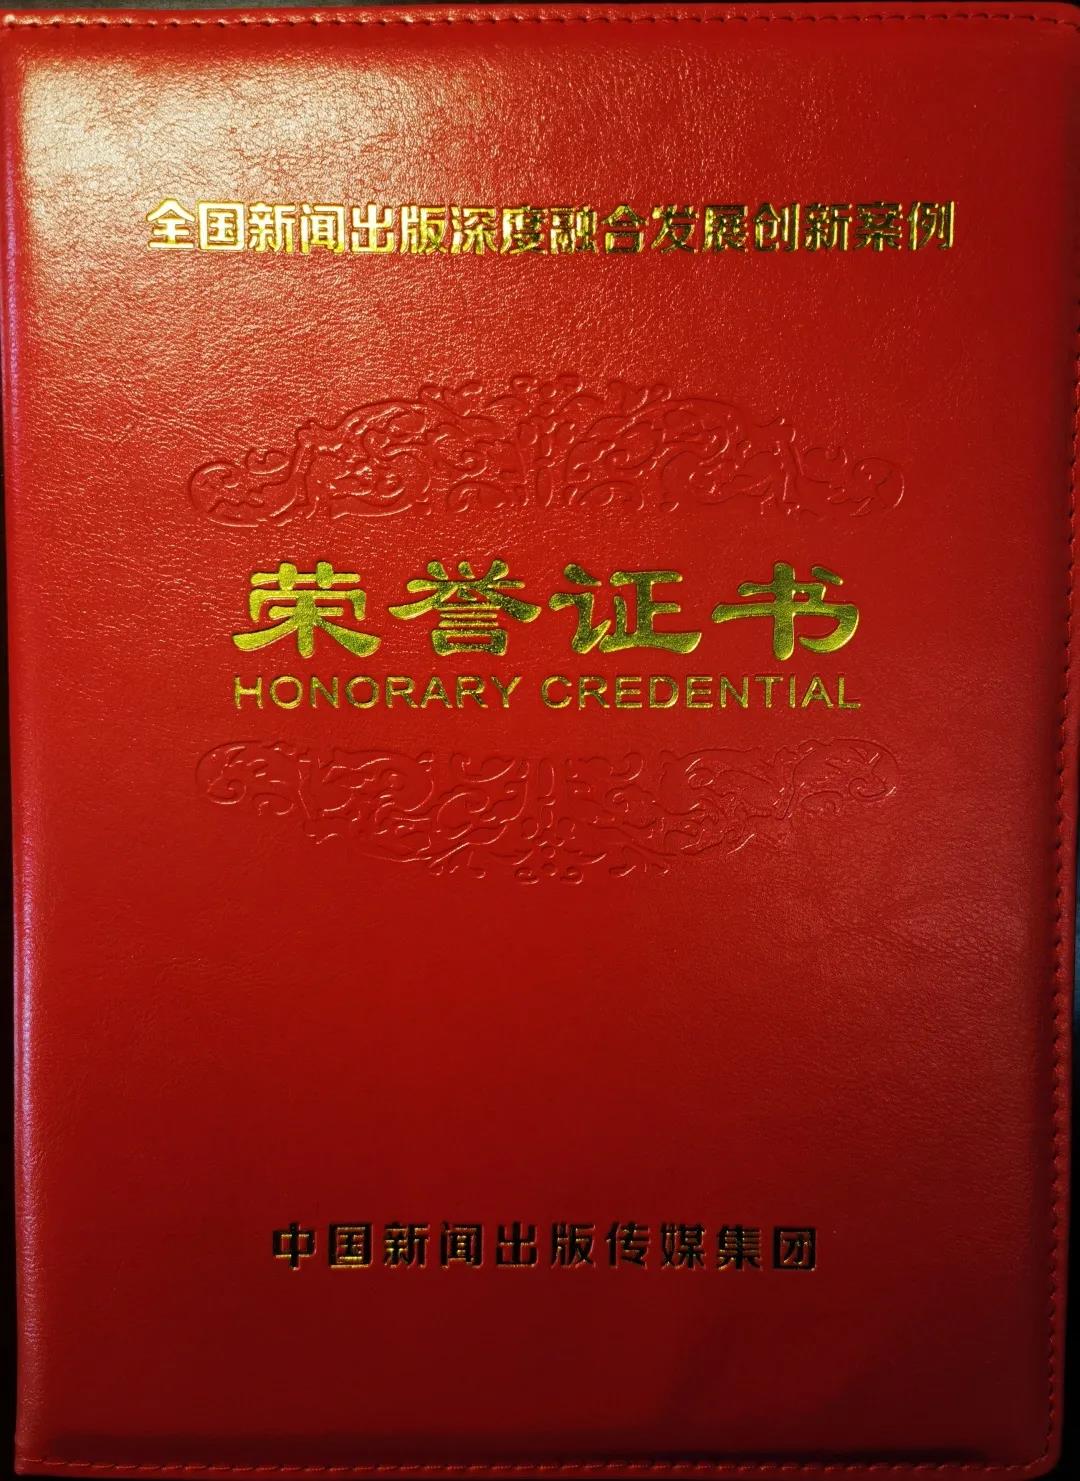 全国新闻出版深度融合发展创新案例
荣誉证书
HONORARY CREDENTIAL
中国新闻出版传媒集团